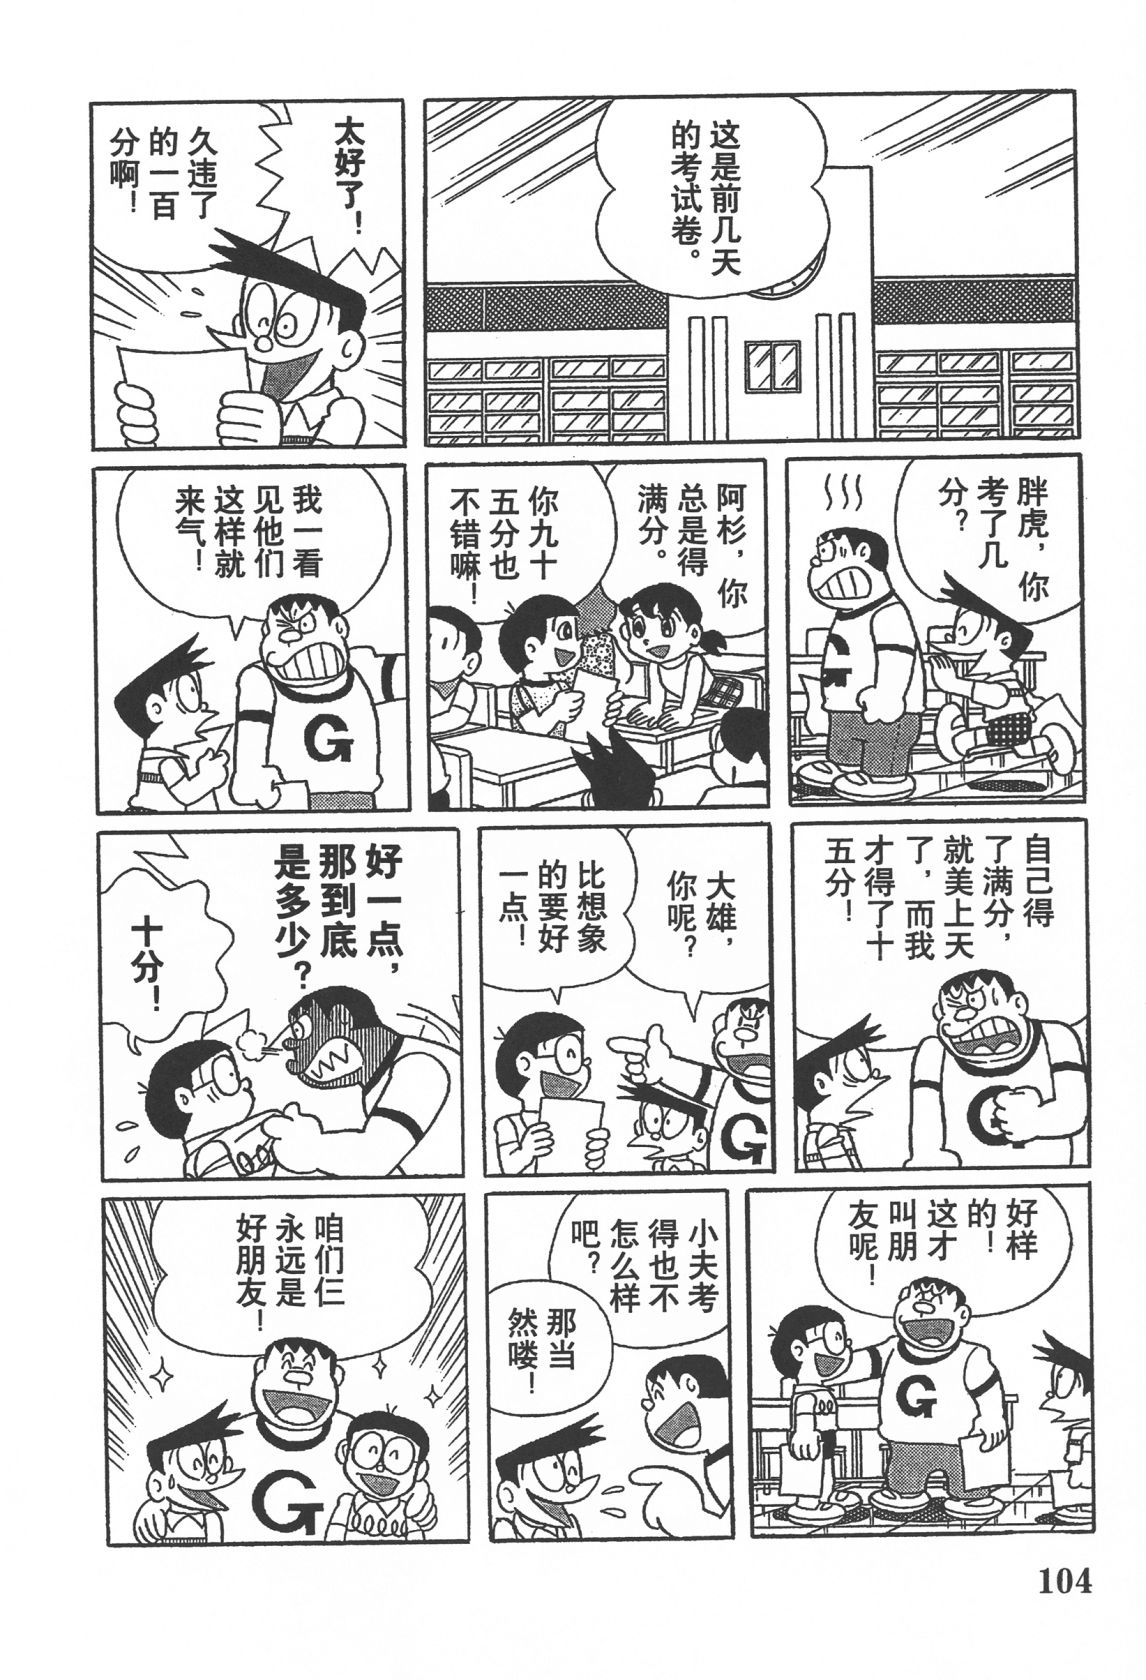 这是前几天
的考试卷。
太好了！
久违了
的一百
分啊！
胖虎，你
考了几
分？
阿杉，你
总是得
满分。
你九十
五分也
不错嘛！
我一看
见他们
这样就
来气！
G
G
自己得
了满分，
就美上天
了，而我
才得了十
五分！
G
大雄，
你呢？
比想象
的要好
一点！
G
好一点，
那到底
是多少？
十分！
好样
的！
这才
叫朋
友呢！
G
小夫考
得也不
怎么样
吧？
那当
然喽！
咱们仨
永远是
好朋友！
G
104